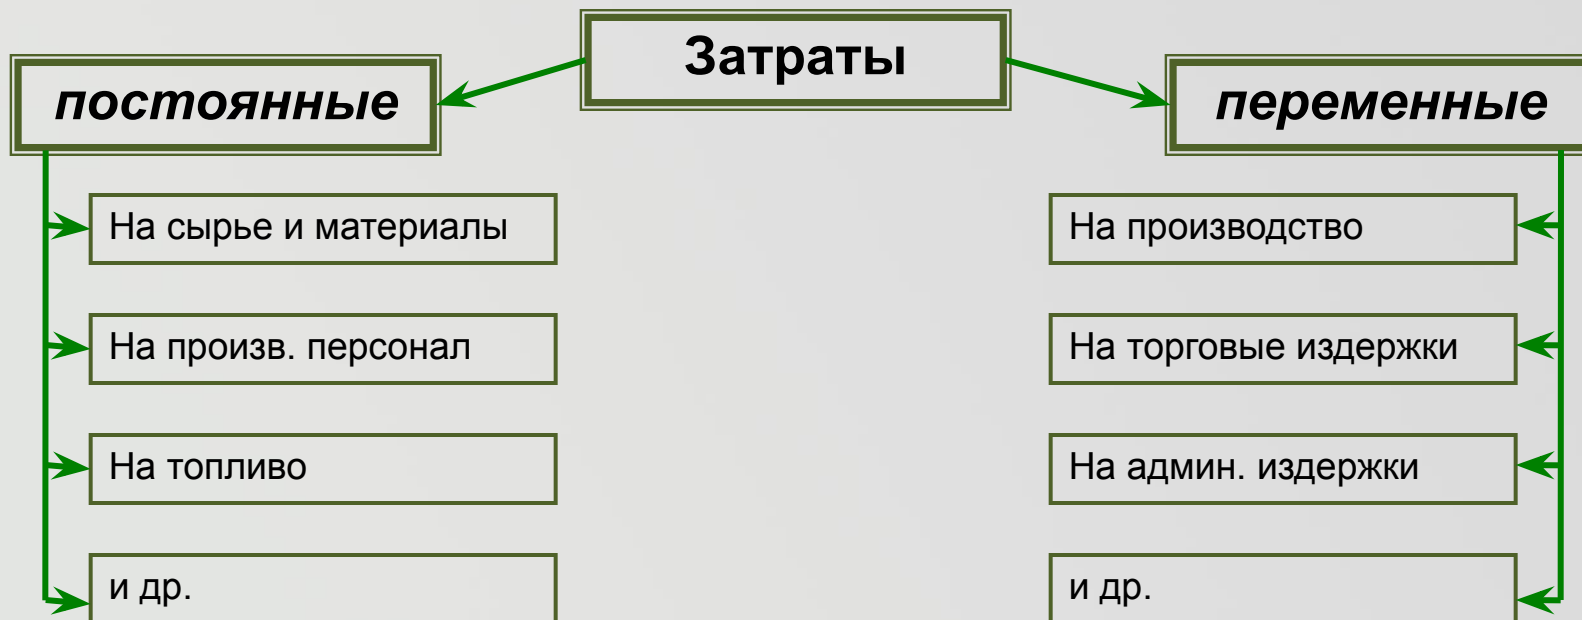 Затраты
постоянные
переменные
На сырье и материалы
На произв. персонал
На топливо
и др.
На производство
На торговые издержки
На админ. издержки
и др.